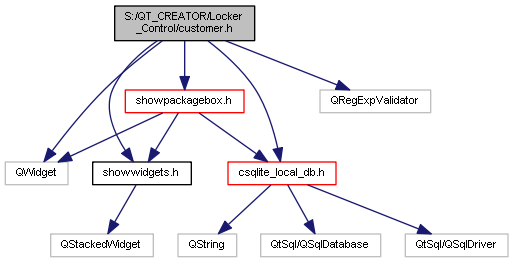 S:/QT_CREATOR/Locker
_Control/customer.h
showpackagebox.h
QRegExpValidator
QWidget
showwidgets.h
csqlite_local_db.h
QStackedWidget
QString
QtSql/QSqlDatabase
QtSql/QSqlDriver